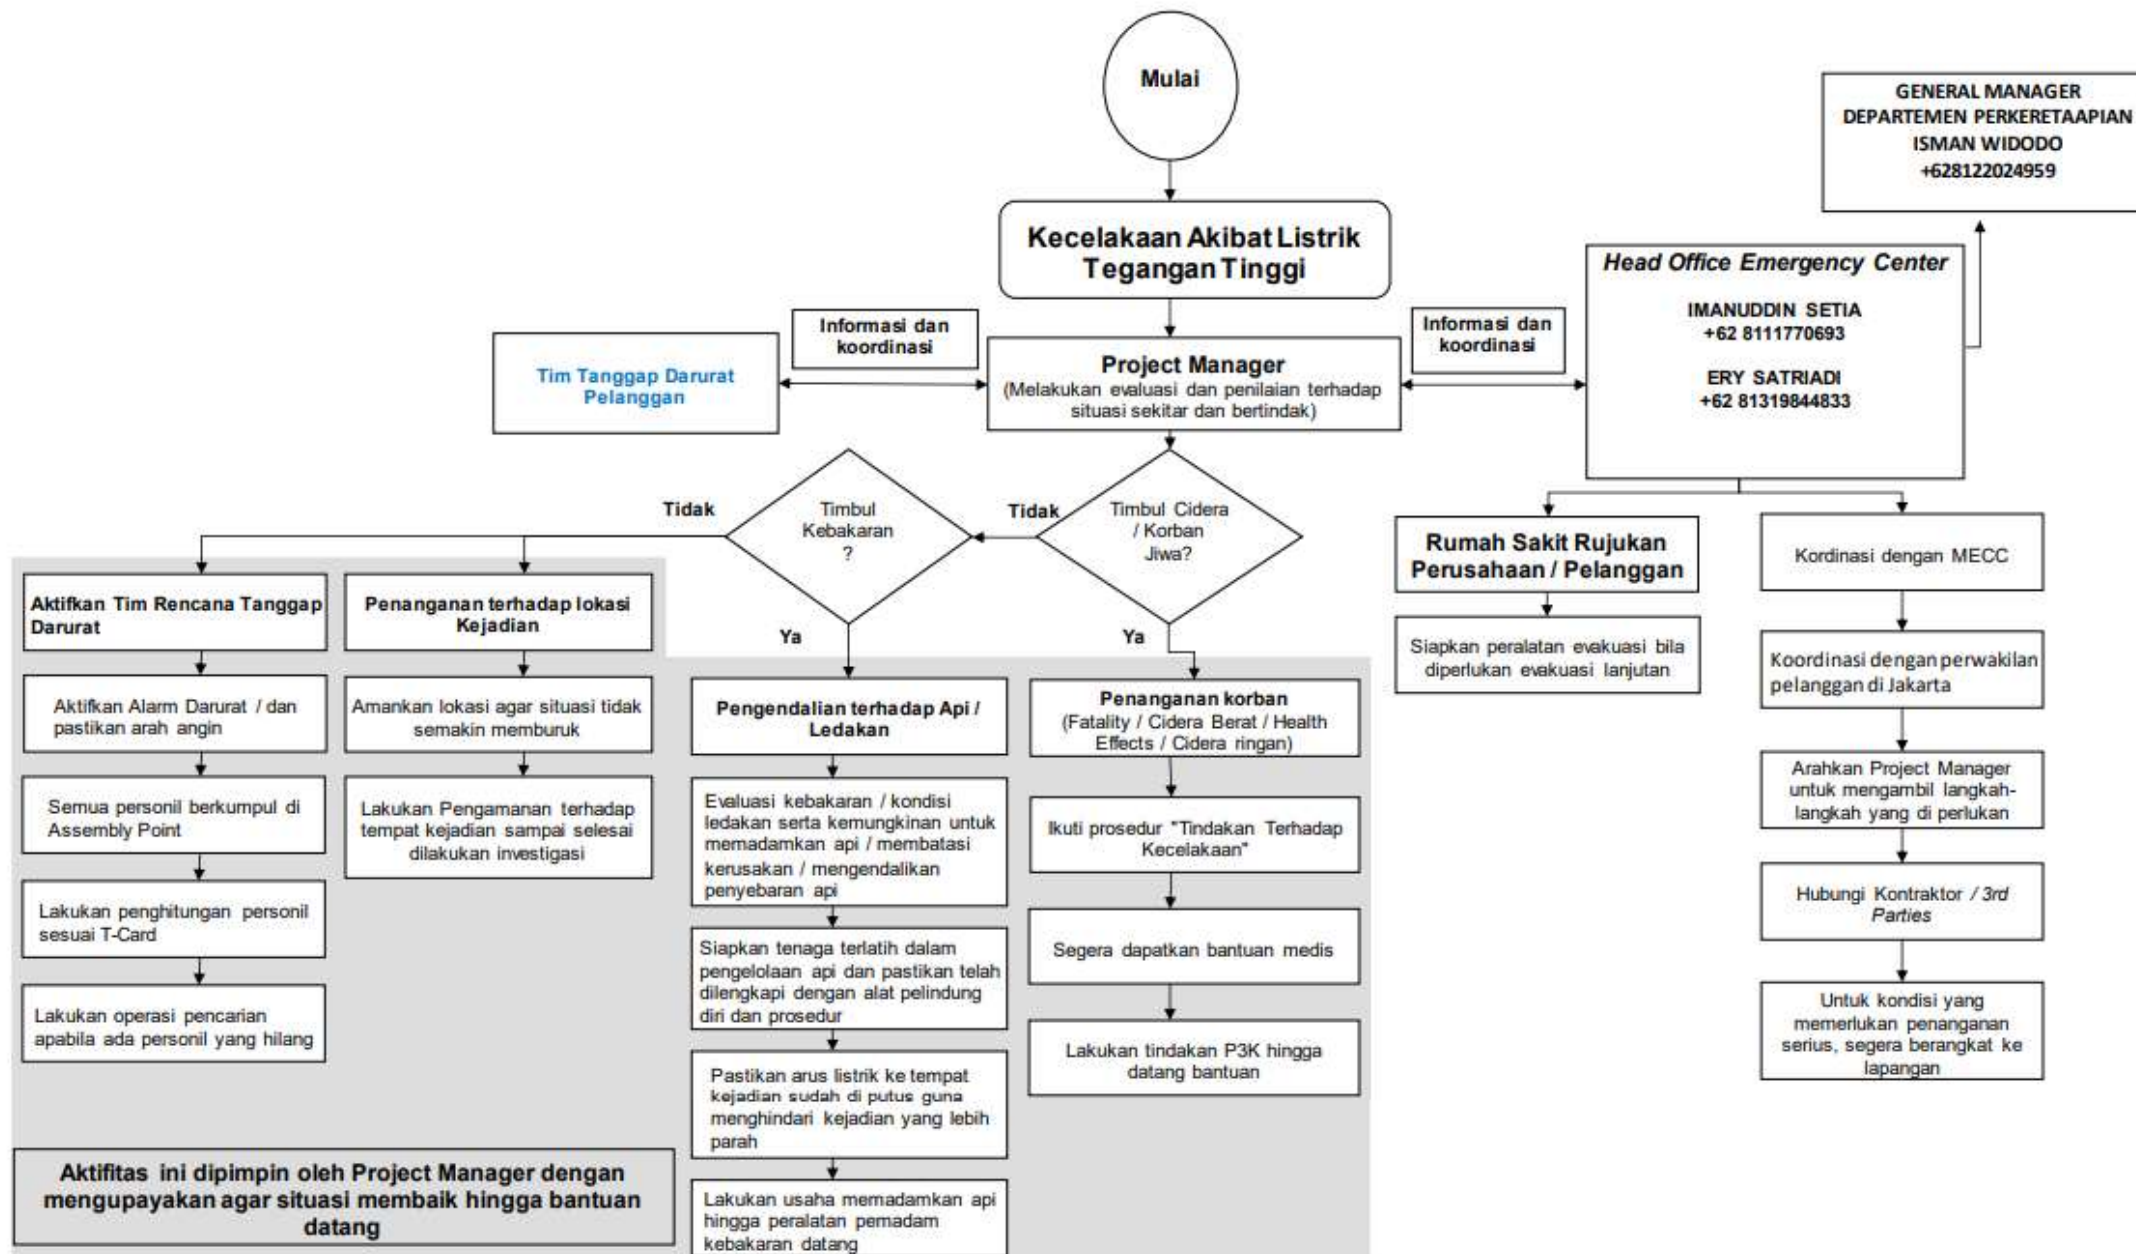 Mulai
GENERAL MANAGER
DEPARTEMEN PERKERETAAPIAN
ISMAN WIDODO
+628122024959
Kecelakaan Akibat Listrik
Tegangan Tinggi
Head Office Emergency Center
IMANUDDIN SETIA
+62 8111770693
ERY SATRIADI
+62 81319844833
Informasi dan
koordinasi
Informasi dan
koordinasi
Tim Tanggap Darurat
Pelanggan
Project Manager
(Melakukan evaluasi dan penilaian terhadap
situasi sekitar dan bertindak)
Tidak
Timbul
Kebakaran
?
Tidak
Timbul Cidera
/ Korban
Jiwa?
Ya
Ya
Aktifkan Tim Rencana Tanggap
Darurat
Aktifkan Alarm Darurat / dan
pastikan arah angin
Semua personil berkumpul di
Assembly Point
Lakukan penghitungan personil
sesuai T-Card
Lakukan operasi pencarian
apabila ada personil yang hilang
Penanganan terhadap lokasi
Kejadian
Amankan lokasi agar situasi tidak
semakin memburuk
Lakukan Pengamanan terhadap
tempat kejadian sampai selesai
dilakukan investigasi
Pengendalian terhadap Api /
Ledakan
Evaluasi kebakaran / kondisi
ledakan serta kemungkinan untuk
memadamkan api / membatasi
kerusakan / mengendalikan
penyebaran api
Siapkan tenaga terlatih dalam
pengelolaan api dan pastikan telah
dilengkapi dengan alat pelindung
diri dan prosedur
Pastikan arus listrik ke tempat
kejadian sudah di putus guna
menghindari kejadian yang lebih
parah
Lakukan usaha memadamkan api
hingga peralatan pemadam
kebakaran datang
Penanganan korban
(Fatality / Cidera Berat / Health
Effects / Cidera ringan)
Ikuti prosedur "Tindakan Terhadap
Kecelakaan"
Segera dapatkan bantuan medis
Lakukan tindakan P3K hingga
datang bantuan
Rumah Sakit Rujukan
Perusahaan / Pelanggan
Siapkan peralatan evakuasi bila
diperlukan evakuasi lanjutan
Kordinasi dengan MECC
Koordinasi dengan perwakilan
pelanggan di Jakarta
Arahkan Project Manager
untuk mengambil langkah-
langkah yang di perlukan
Hubungi Kontraktor / 3rd
Parties
Untuk kondisi yang
memerlukan penanganan
serius, segera berangkat ke
lapangan
Aktifitas ini dipimpin oleh Project Manager dengan
mengupayakan agar situasi membaik hingga bantuan
datang